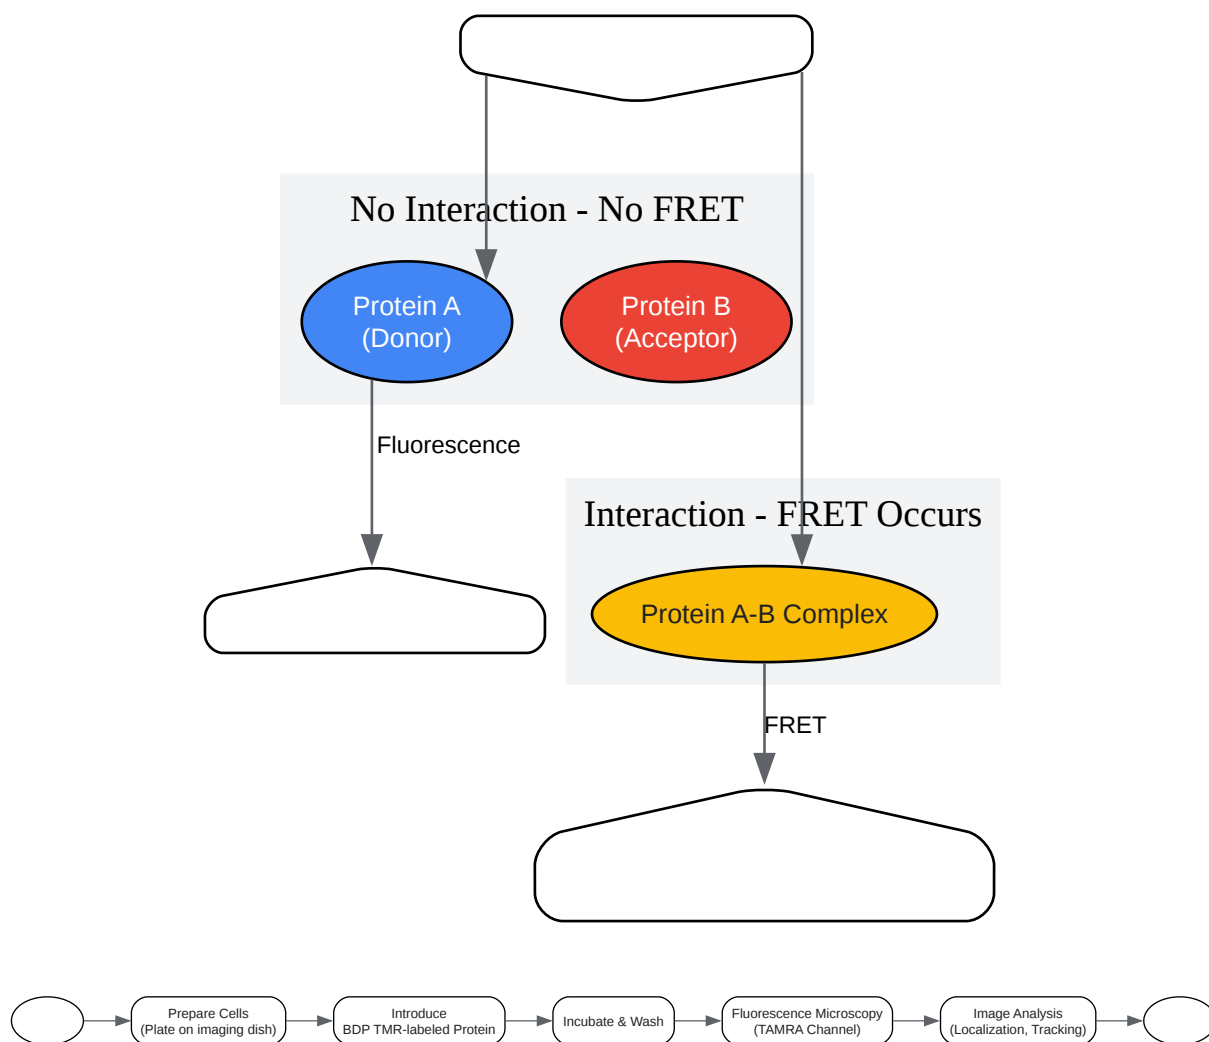 No Interaction - No FRET
Protein A
(Donor)
Protein B
(Acceptor)
Fluorescence
Interaction - FRET Occurs
Protein A-B Complex
FRET
Prepare Cells
(Plate on imaging dish)
Introduce
BDP TMR-labeled Protein
Incubate & Wash
Fluorescence Microscopy
(TAMRA Channel)
Image Analysis
(Localization, Tracking)